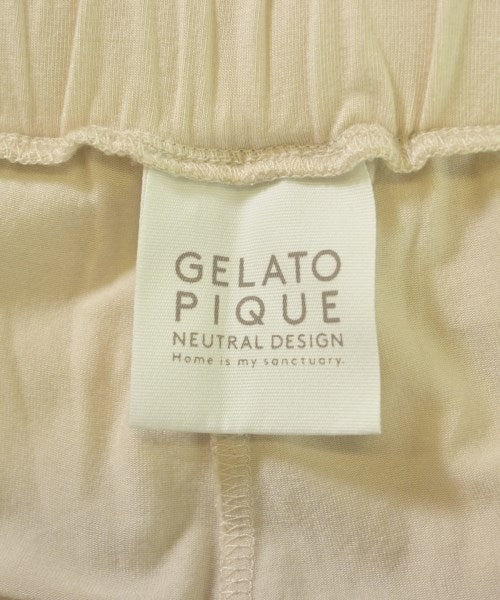 GELATO
PIQUE
NEUTRAL DESIGN
Home is my sanctuary.